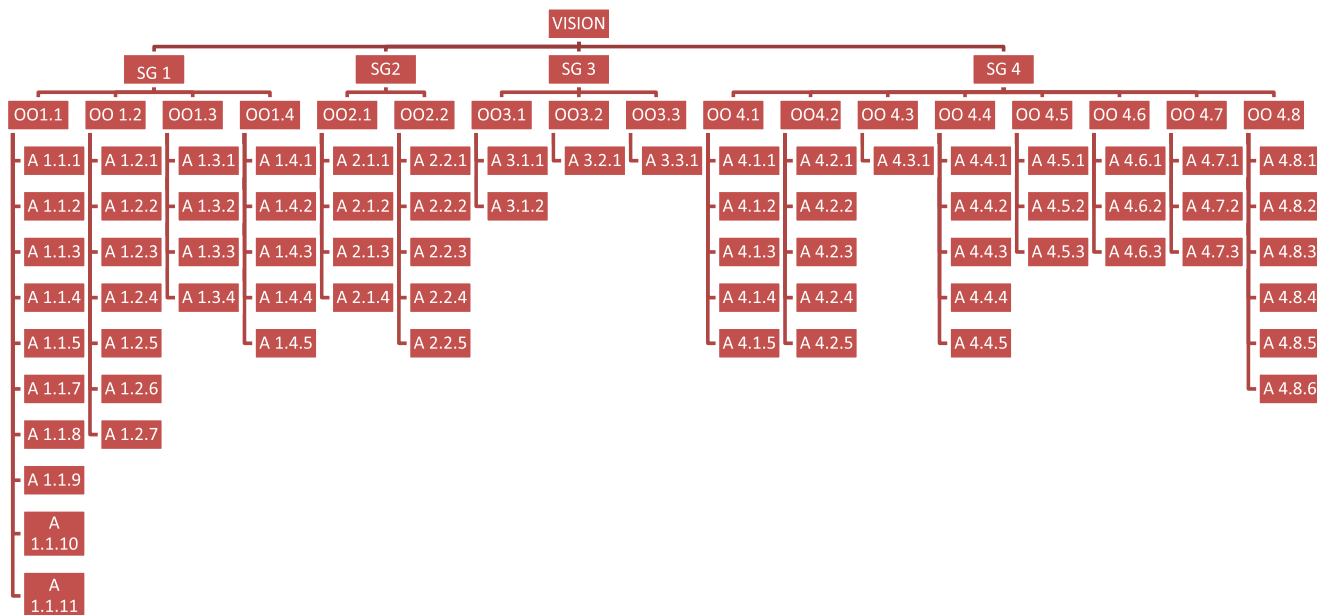 VISION
SG 1
SG2
SG 3
SG 4
OO1.1
OO 1.2
OO1.3
OO1.4
OO2.1
OO2.2
OO3.1
OO3.2
OO3.3
OO 4.1
OO4.2
OO 4.3
OO 4.4
OO 4.5
OO 4.6
OO 4.7
OO 4.8
A 1.1.1
A 1.1.2
A 1.1.3
A 1.1.4
A 1.1.5
A 1.1.7
A 1.1.8
A 1.1.9
A
1.1.10
A
1.1.11
A 1.2.1
A 1.2.2
A 1.2.3
A 1.2.4
A 1.2.5
A 1.2.6
A 1.2.7
A 1.3.1
A 1.3.2
A 1.3.3
A 1.3.4
A 1.4.1
A 1.4.2
A 1.4.3
A 1.4.4
A 1.4.5
A 2.1.1
A 2.1.2
A 2.1.3
A 2.1.4
A 2.2.1
A 2.2.2
A 2.2.3
A 2.2.4
A 2.2.5
A 3.1.1
A 3.1.2
A 3.2.1
A 3.3.1
A 4.1.1
A 4.1.2
A 4.1.3
A 4.1.4
A 4.1.5
A 4.2.1
A 4.2.2
A 4.2.3
A 4.2.4
A 4.2.5
A 4.3.1
A 4.4.1
A 4.4.2
A 4.4.3
A 4.4.4
A 4.4.5
A 4.5.1
A 4.5.2
A 4.5.3
A 4.6.1
A 4.6.2
A 4.6.3
A 4.7.1
A 4.7.2
A 4.7.3
A 4.8.1
A 4.8.2
A 4.8.3
A 4.8.4
A 4.8.5
A 4.8.6